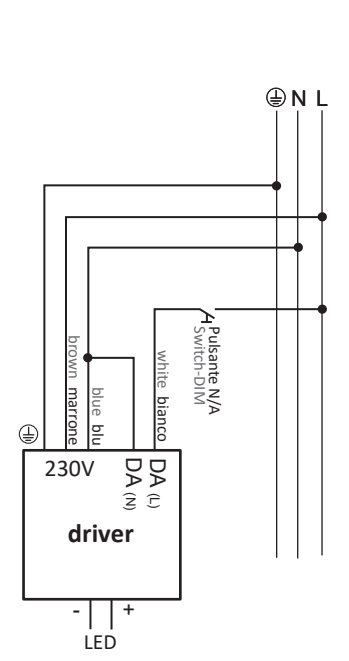 N L
Pulsante N/A
Switch-DIM
brown marrone
blue blu
white bianco
230V
DA (N)
DA (L)
driver
- +
LED